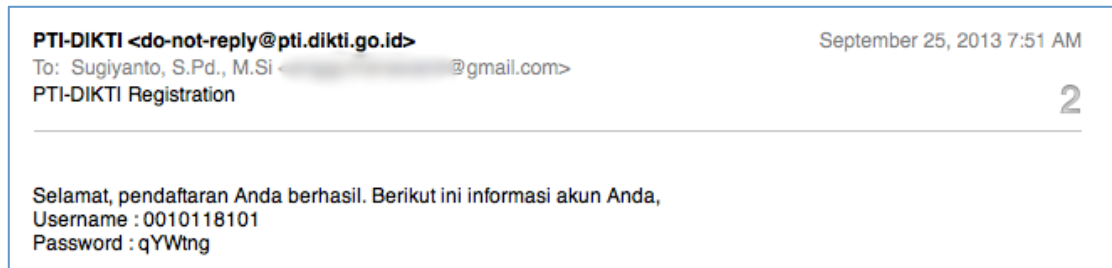 PTI-DIKTI <do-not-reply@pti.dikti.go.id>
September 25, 2013 7:51 AM
To: Sugiyanto, S.Pd., M.Si < @gmail.com>
PTI-DIKTI Registration
2
Selamat, pendaftaran Anda berhasil. Berikut ini informasi akun Anda,
Username : 0010118101
Password : qYWtng